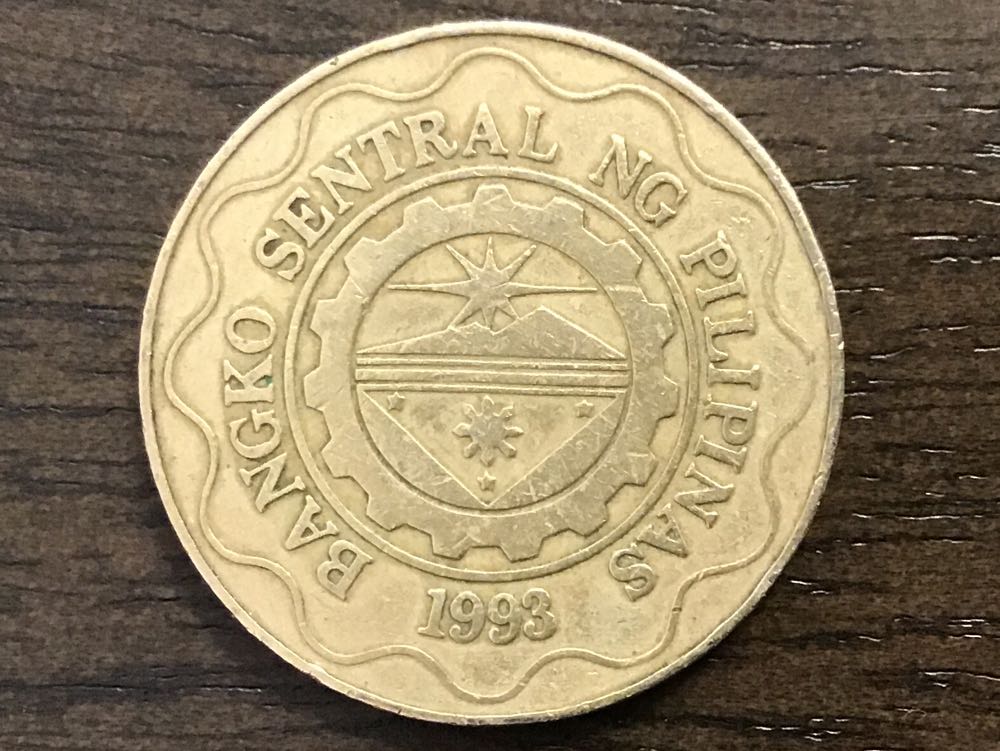 BANGKO SENTRAL NG PILIPINAS
1993